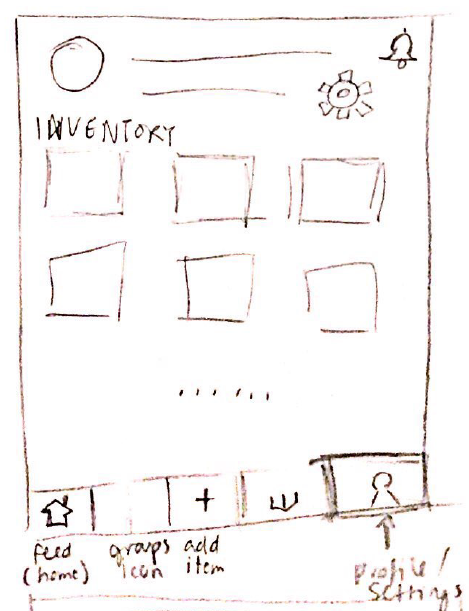 INVENTORY
feed
(home)
groups
icon
add
item
Profile/
Settings